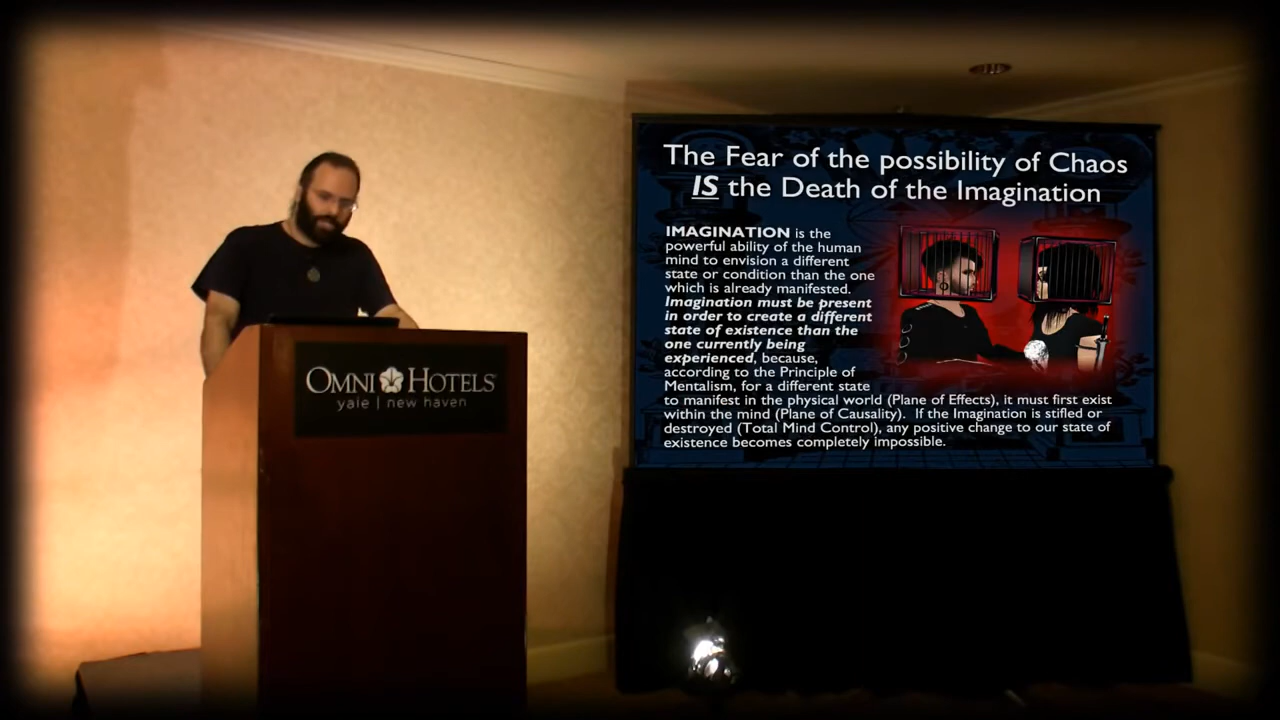 OMNI HOTELS
yale | new haven
The Fear of the possibility of Chaos
IS the Death of the Imagination
IMAGINATION is the
powerful ability of the human
mind to envision a different
state or condition than the one
which is already manifested.
Imagination must be present
in order to create a different
state of existence than the
one currently being
experienced, because,
according to the Principle of
Mentalism, for a different state
to manifest in the physical world (Plane of Effects), it must first exist
within the mind (Plane of Causality). If the Imagination is stifled or
destroyed (Total Mind Control), any positive change to our state of
existence becomes completely impossible.